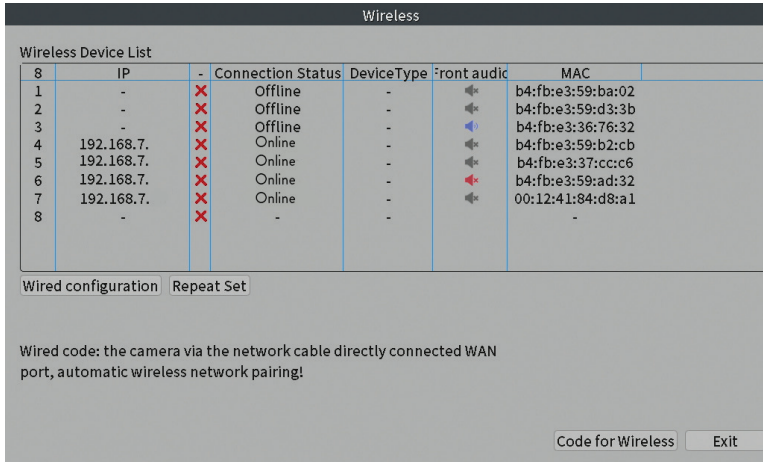 Wireless
Wireless Device List
8 IP - Connection Status DeviceType Front audio MAC
1 - Offline - b4:fb:e3:59:ba:02
2 - Offline - b4:fb:e3:59:d3:3b
3 - Offline - b4:fb:e3:36:76:32
4 192.168.7. Online - b4:fb:e3:59:b2:cb
5 192.168.7. Online - b4:fb:e3:37:cc:c6
6 192.168.7. Online - b4:fb:e3:59:ad:32
7 192.168.7. Online - 00:12:41:84:d8:a1
8 - - - -
Wired configuration Repeat Set
Wired code: the camera via the network cable directly connected WAN
port, automatic wireless network pairing!
Code for Wireless Exit